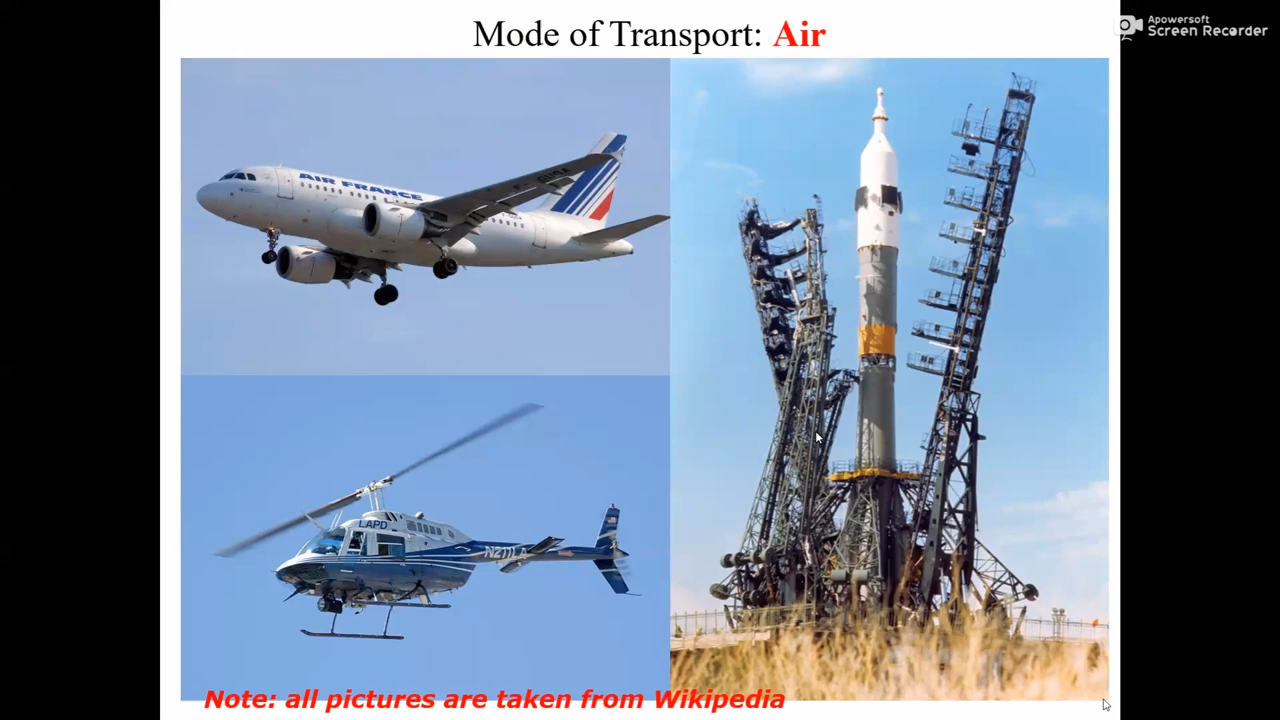 Mode of Transport: Air
Apowersoft
Screen Recorder
AIR FRANCE
LAPD
N211LA
Note: all pictures are taken from Wikipedia